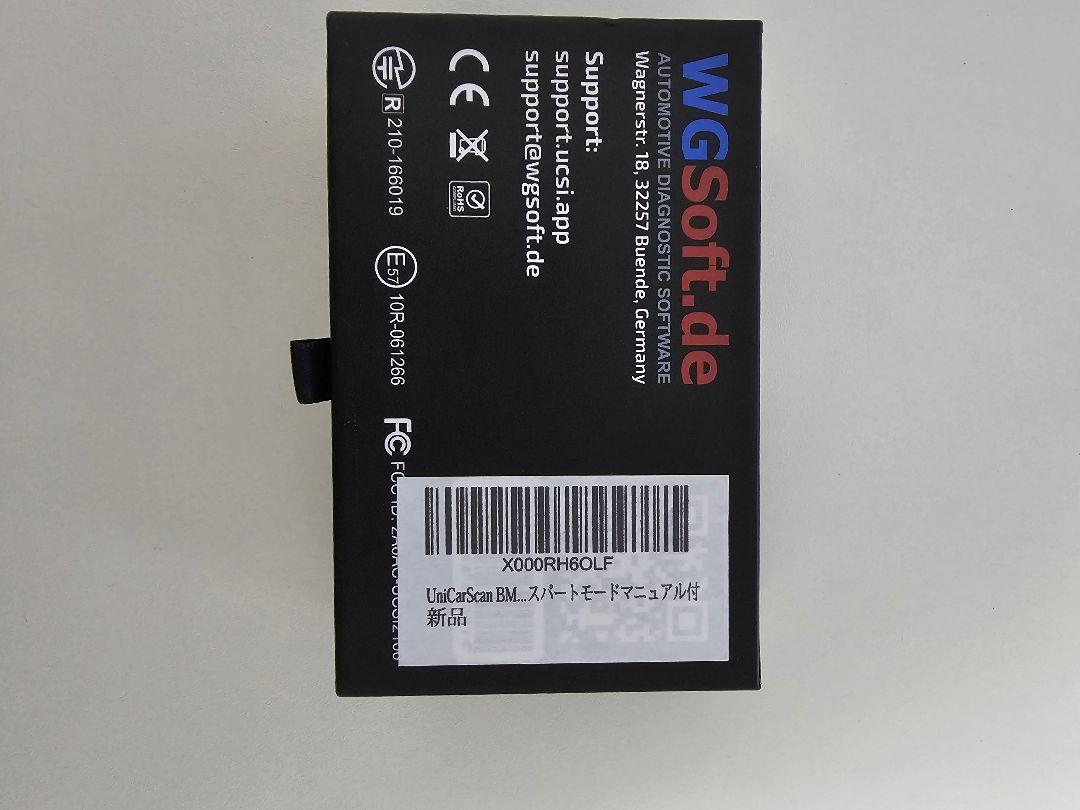 WGSoft.de
AUTOMOTIVE DIAGNOSTIC SOFTWARE
Wagnerstr. 18, 32257 Buende, Germany
Support:
support.ucsi.app
support@wgsoft.de
CE
RoHS
R 210-166019
E57 10R-061266
FC FCC ID:
X000RH6OLF
UniCarScan BM...スパートモードマニュアル付
新品